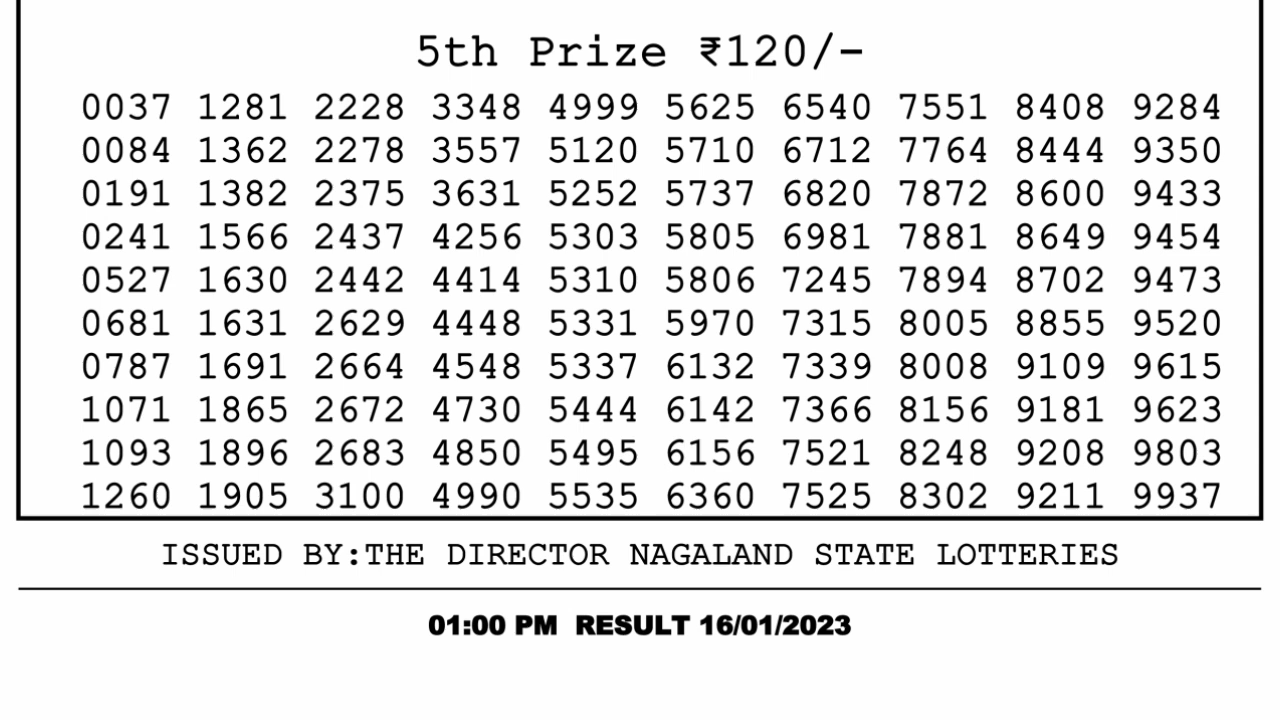 5th Prize ₹120/-
0037 1281 2228 3348 4999 5625 6540 7551 8408 9284
0084 1362 2278 3557 5120 5710 6712 7764 8444 9350
0191 1382 2375 3631 5252 5737 6820 7872 8600 9433
0241 1566 2437 4256 5303 5805 6981 7881 8649 9454
0527 1630 2442 4414 5310 5806 7245 7894 8702 9473
0681 1631 2629 4448 5331 5970 7315 8005 8855 9520
0787 1691 2664 4548 5337 6132 7339 8008 9109 9615
1071 1865 2672 4730 5444 6142 7366 8156 9181 9623
1093 1896 2683 4850 5495 6156 7521 8248 9208 9803
1260 1905 3100 4990 5535 6360 7525 8302 9211 9937
ISSUED BY:THE DIRECTOR NAGALAND STATE LOTTERIES
01:00 PM RESULT 16/01/2023